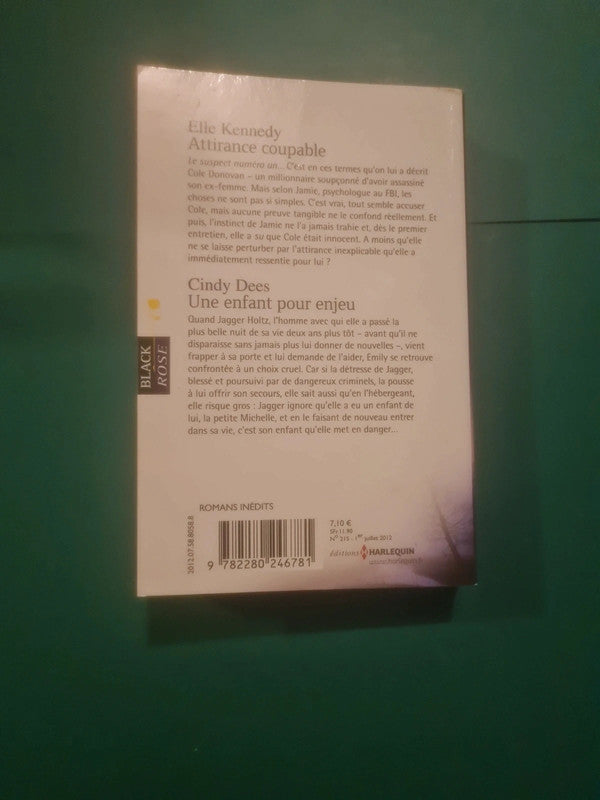 Elle Kennedy
Attirance coupable
Le suspect numéro un... C'est en ces termes qu'on lui a décrit
Cole Donovan – un millionnaire soupçonné d'avoir assassiné
son ex-femme. Mais selon Jamie, psychologue au FBI, les
choses ne sont pas si simples. C'est vrai, tout semble accuser
Cole, mais aucune preuve tangible ne le confond réellement. Et
puis, l'instinct de Jamie ne l'a jamais trahie et, dès le premier
entretien, elle a su que Cole était innocent. A moins qu'elle
ne se laisse perturber par l'attirance inexplicable qu'elle a
immédiatement ressentie pour lui ?
Cindy Dees
Une enfant pour enjeu
Quand Jagger Holtz, l'homme avec qui elle a passé la
plus belle nuit de sa vie deux ans plus tôt – avant qu'il ne
disparaisse sans jamais plus lui donner de nouvelles –, vient
frapper à sa porte et lui demande de l'aider, Emily se retrouve
confrontée à un choix cruel. Car si la détresse de Jagger,
blessé et poursuivi par de dangereux criminels, la pousse
à lui offrir son secours, elle sait aussi qu'en l'hébergeant,
elle risque gros : Jagger ignore qu'elle a eu un enfant de
lui, la petite Michelle, et en le faisant de nouveau entrer
dans sa vie, c'est son enfant qu'elle met en danger...
BLACK
ROSE
ROMANS INÉDITS
2012.07.58.8058.8
9 782280 246781
7,10 €
SFr 11.90
N° 215 - 1er juillet 2012
éditions HARLEQUIN
www.harlequin.fr